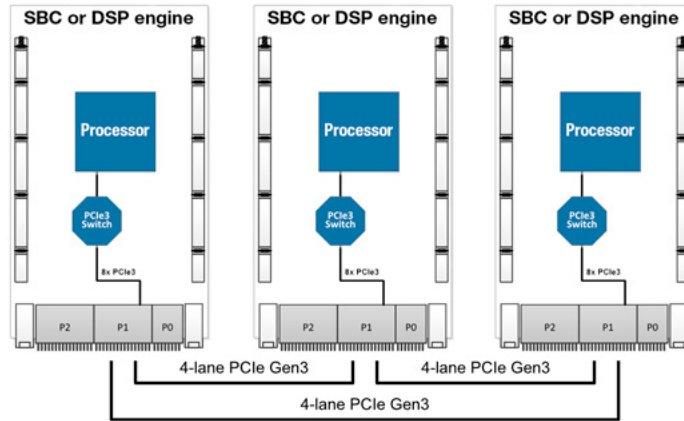 SBC or DSP engine
SBC or DSP engine
SBC or DSP engine
Processor
Processor
Processor
PCIe3
Switch
PCIe3
Switch
PCIe3
Switch
8x PCIe3
8x PCIe3
8x PCIe3
P2 P1 P0
P2 P1 P0
P2 P1 P0
4-lane PCIe Gen3
4-lane PCIe Gen3
4-lane PCIe Gen3